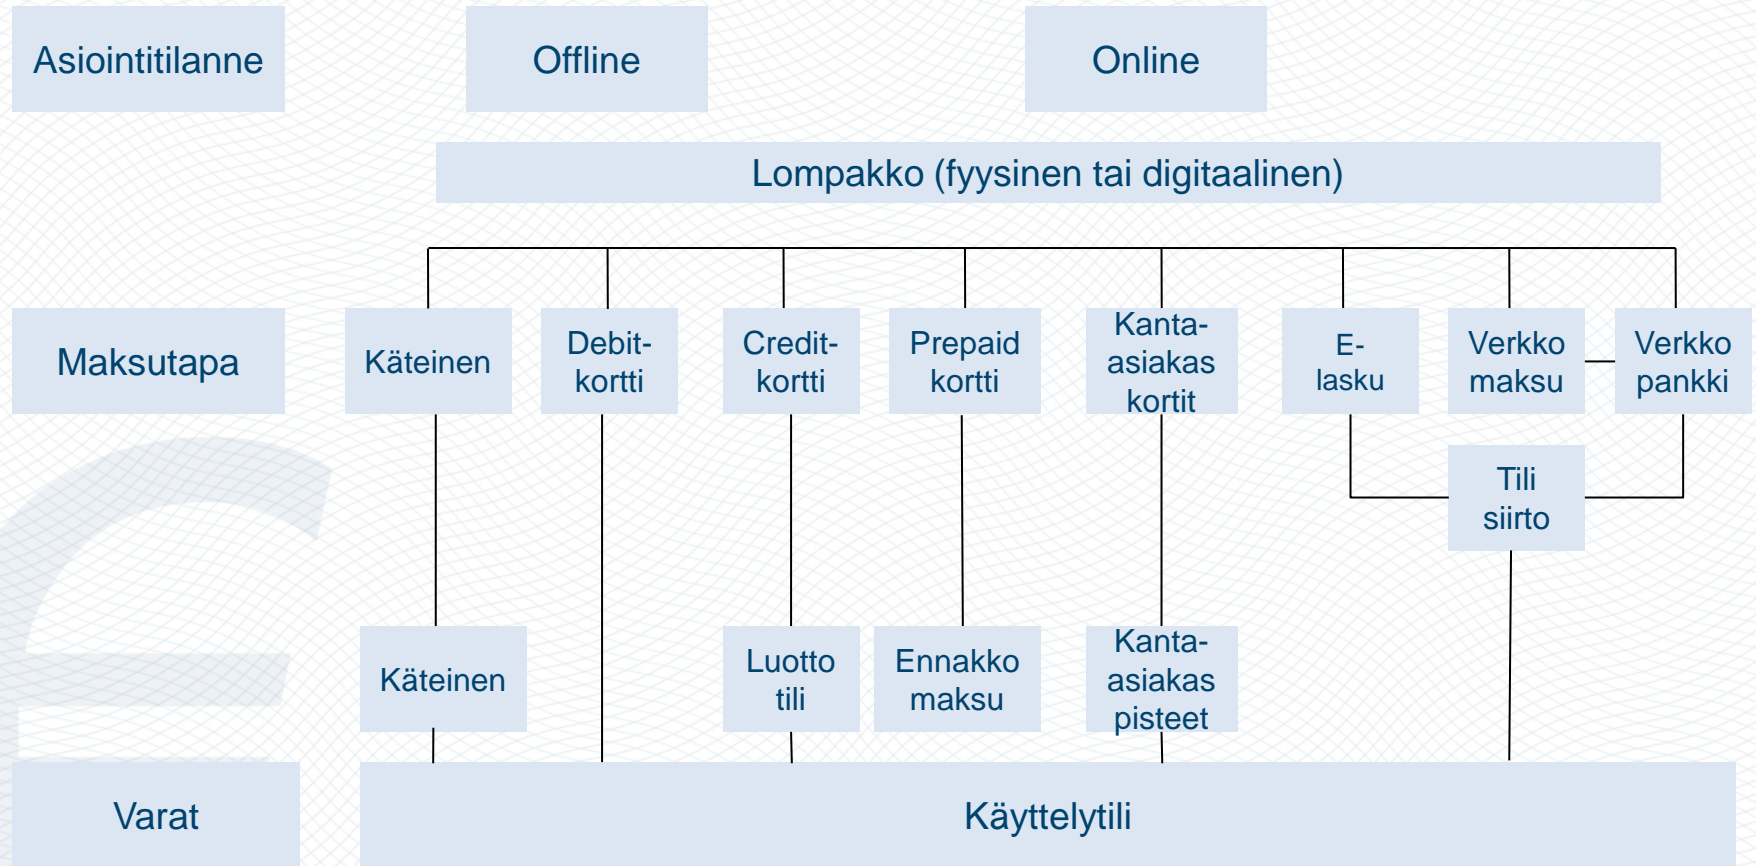 Asiointitilanne
Offline
Online
Lompakko (fyysinen tai digitaalinen)
Maksutapa
Käteinen
Debit-
kortti
Credit-
kortti
Prepaid
kortti
Kanta-
asiakas
kortit
E-
lasku
Verkko
maksu
Verkko
pankki
Tili
siirto
Käteinen
Luotto
tili
Ennakko
maksu
Kanta-
asiakas
pisteet
Varat
Käyttelytili